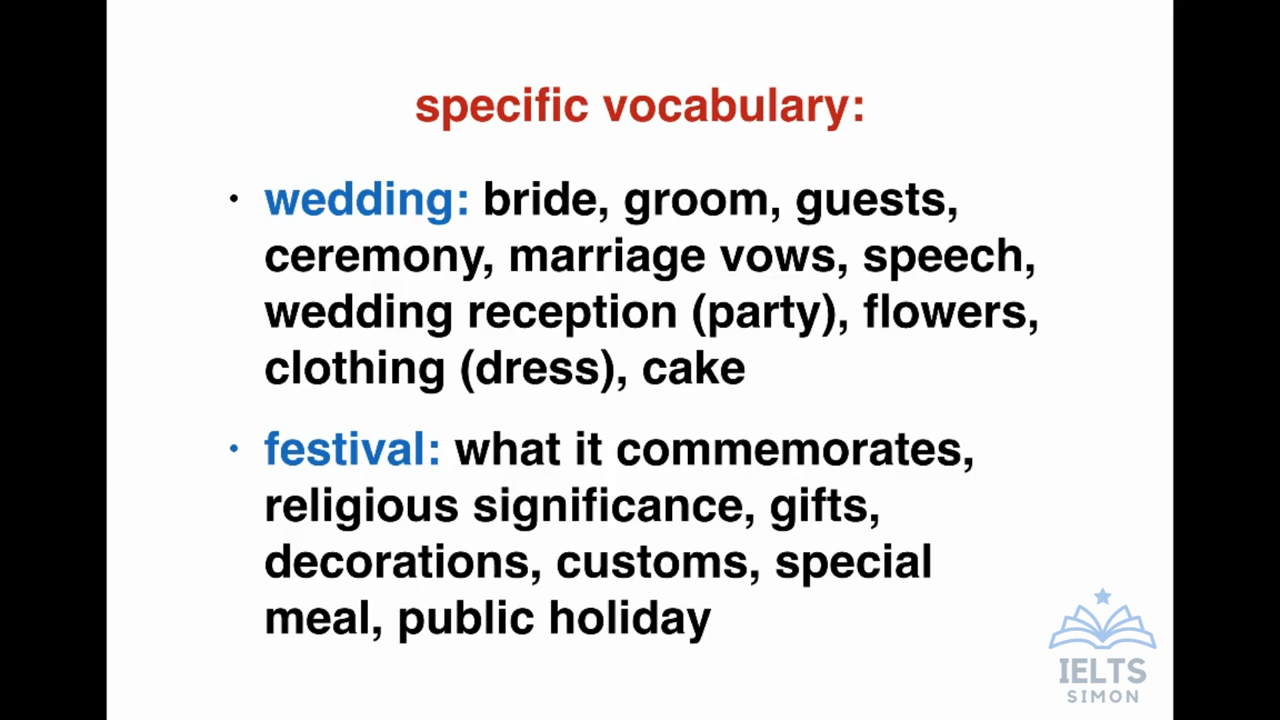 specific vocabulary:
• wedding: bride, groom, guests,
ceremony, marriage vows, speech,
wedding reception (party), flowers,
clothing (dress), cake
• festival: what it commemorates,
religious significance, gifts,
decorations, customs, special
meal, public holiday
IELTS
SIMON